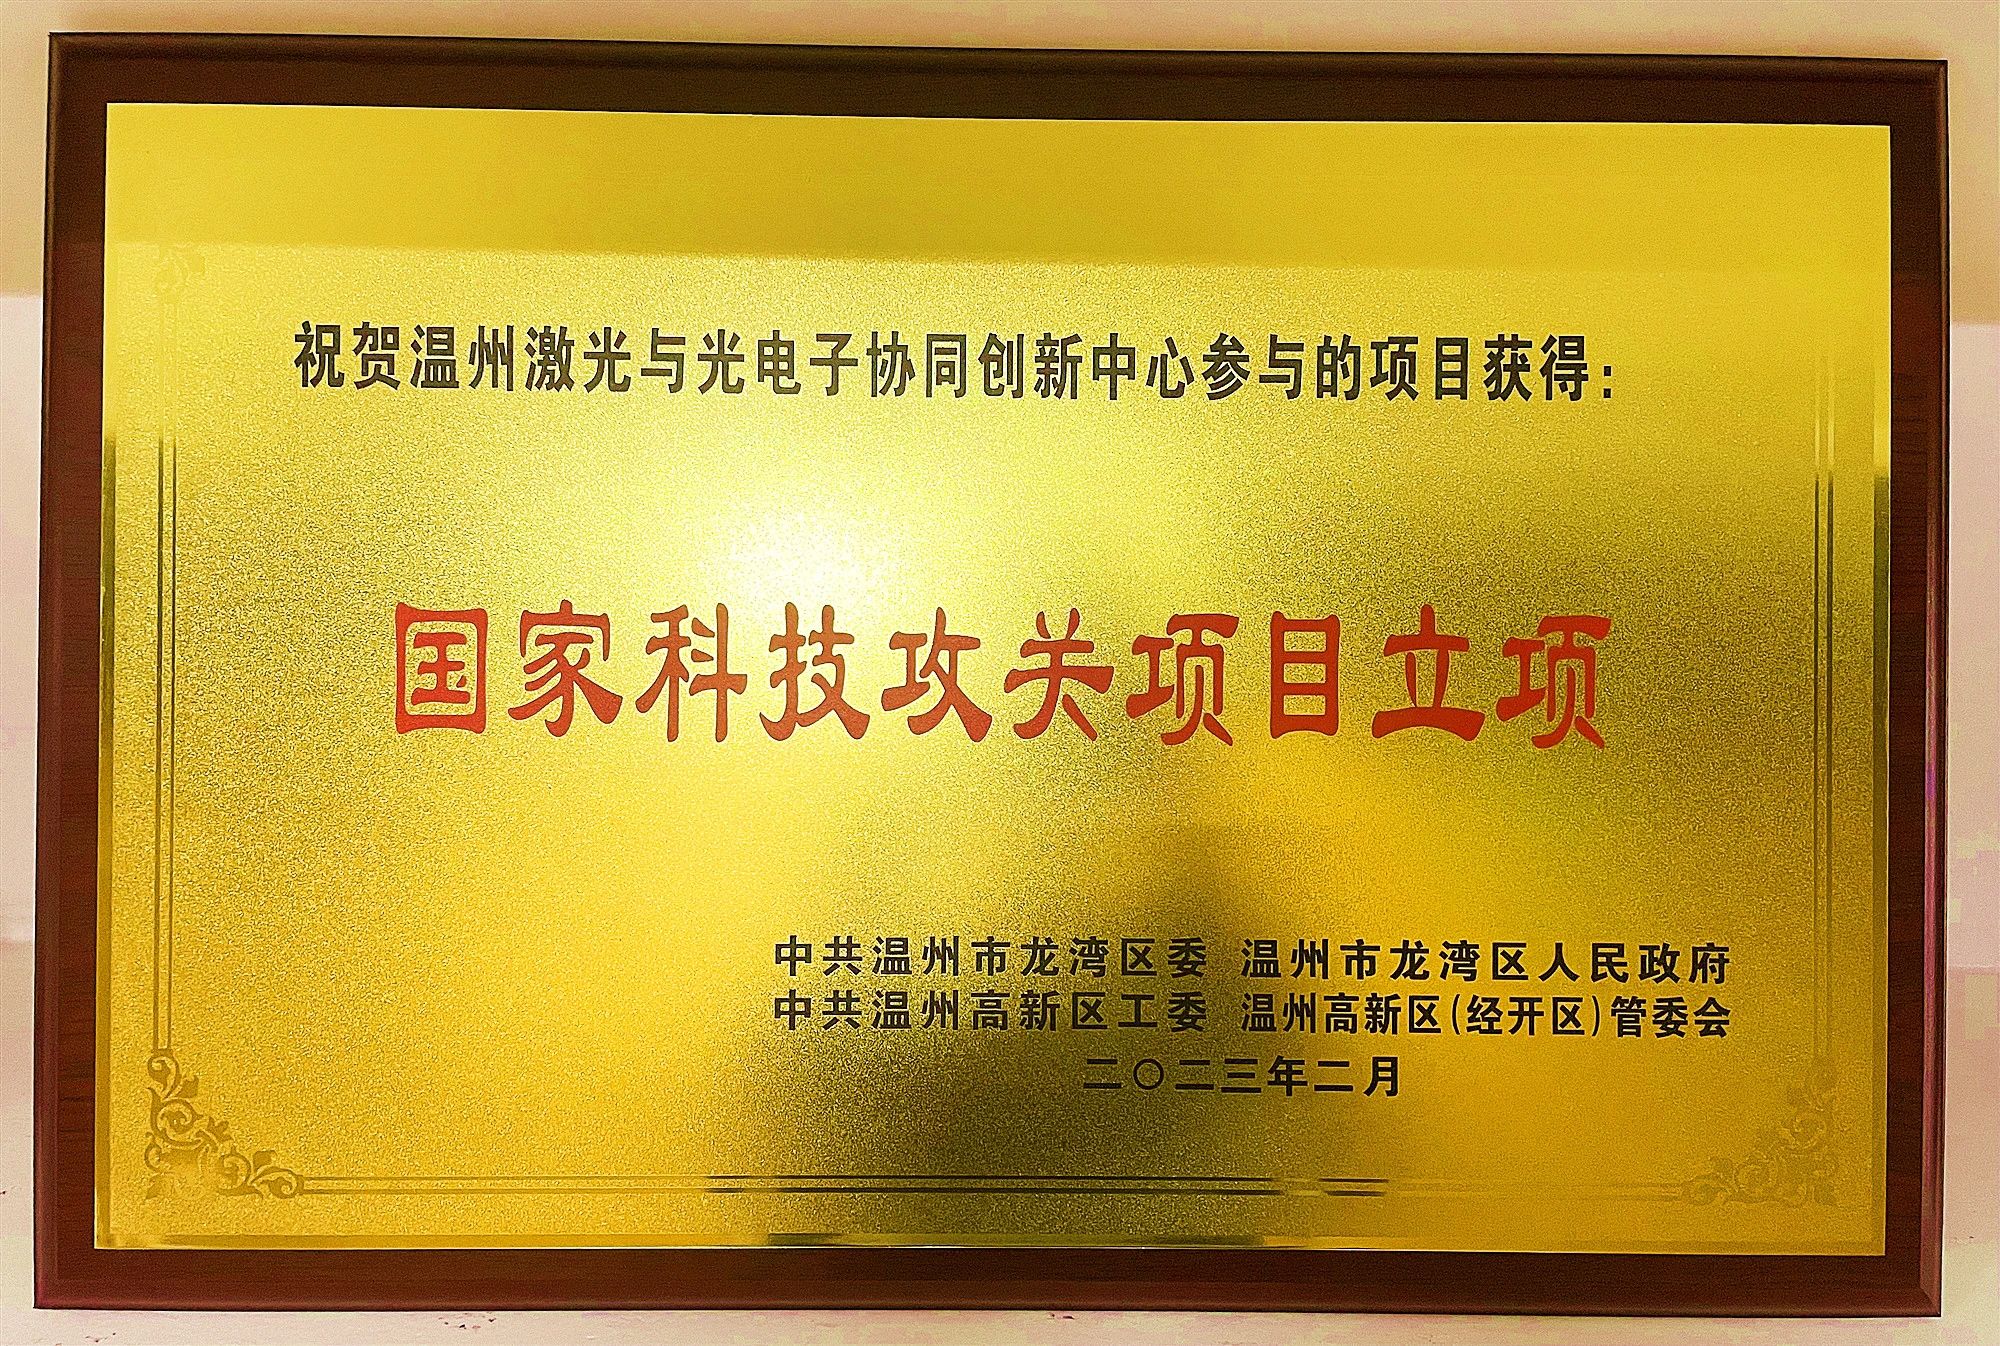 祝贺温州激光与光电子协同创新中心参与的项目获得:
国家科技攻关项目立项
中共温州市龙湾区委 温州市龙湾区人民政府
中共温州高新区工委 温州高新区(经开区)管委会
二〇二三年二月